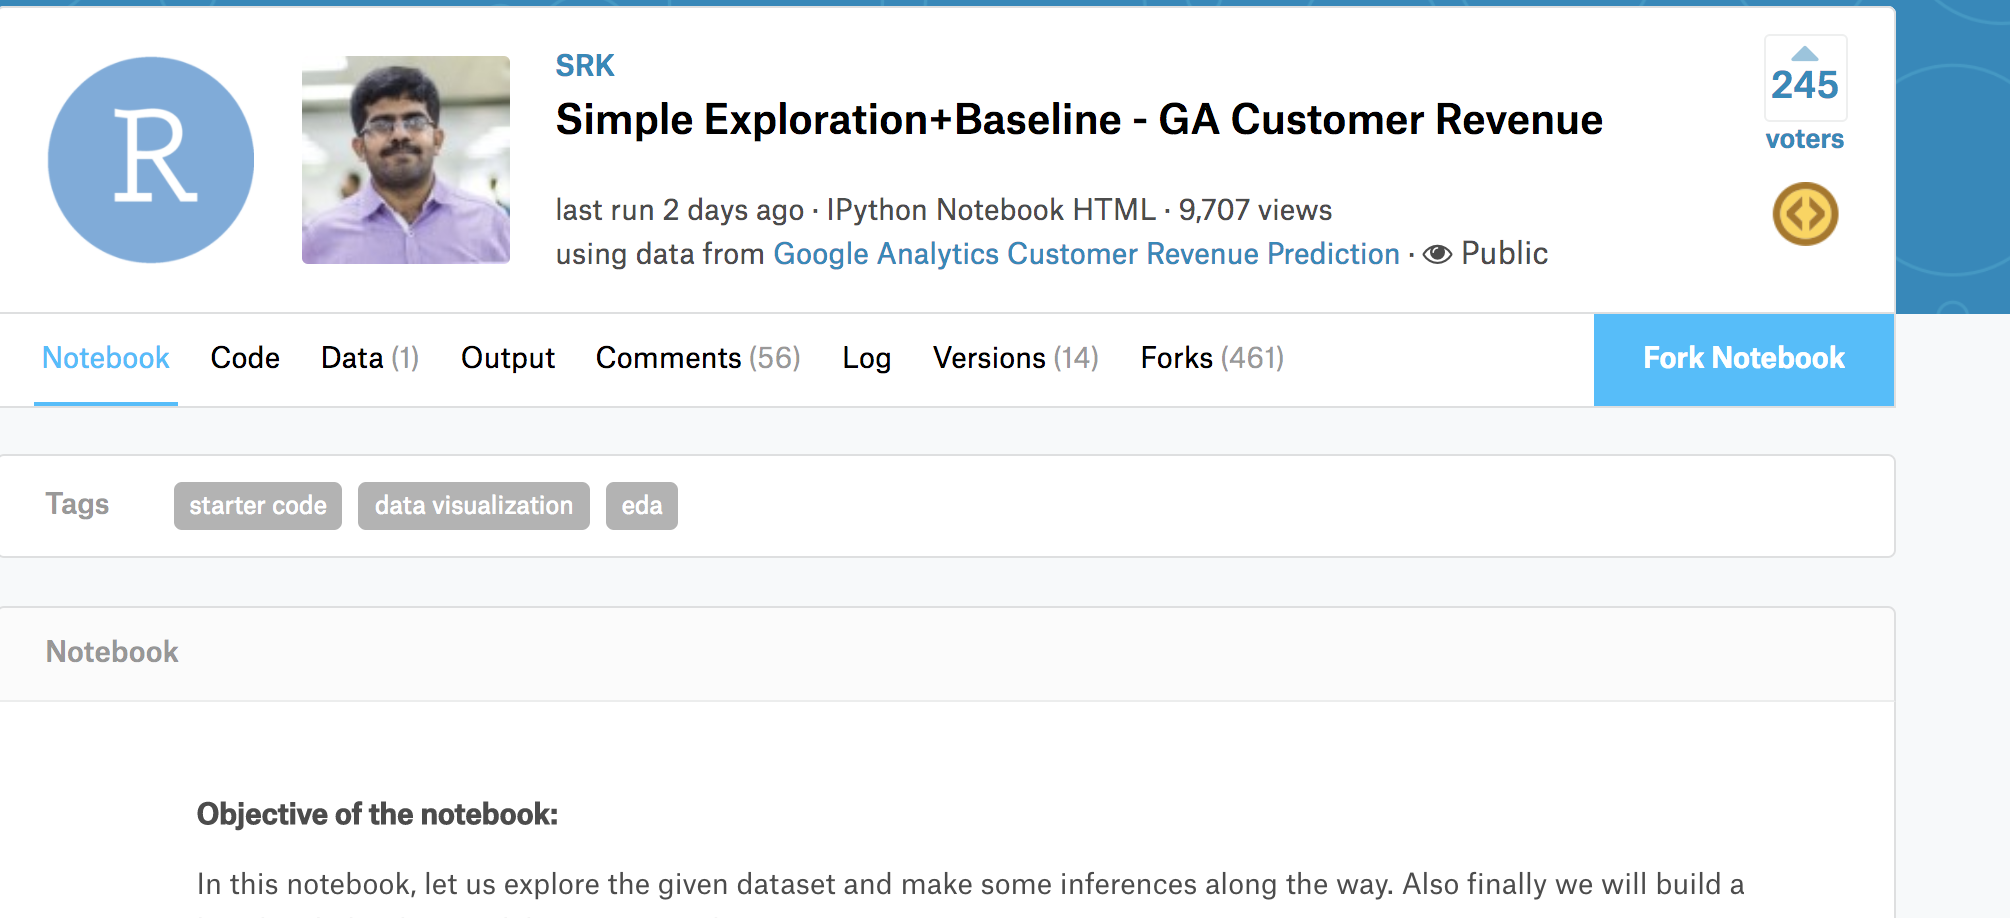 R
SRK
Simple Exploration+Baseline - GA Customer Revenue
245
voters
last run 2 days ago · IPython Notebook HTML · 9,707 views
using data from Google Analytics Customer Revenue Prediction · Public
Notebook Code Data (1) Output Comments (56) Log Versions (14) Forks (461) Fork Notebook
Tags starter code data visualization eda
Notebook
Objective of the notebook:
In this notebook, let us explore the given dataset and make some inferences along the way. Also finally we will build a